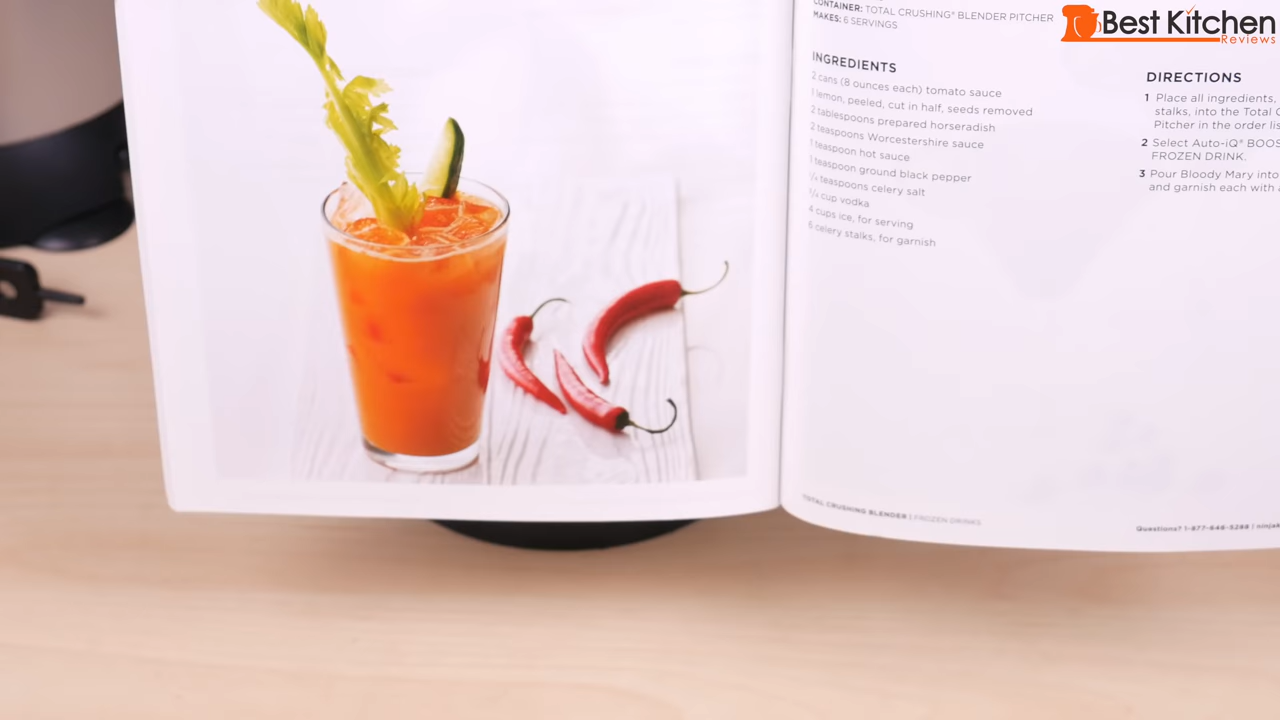 Best Kitchen
Reviews
CONTAINER: TOTAL CRUSHING® BLENDER PITCHER
MAKES: 6 SERVINGS
INGREDIENTS
2 cans (8 ounces each) tomato sauce
1 lemon, peeled, cut in half, seeds removed
2 tablespoons prepared horseradish
2 teaspoons Worcestershire sauce
1 teaspoon hot sauce
1 teaspoon ground black pepper
teaspoons celery salt
cup vodka
4 cups ice, for serving
6 celery stalks, for garnish
DIRECTIONS
1 Place all ingredients,
stalks, into the Total C
Pitcher in the order lis
2 Select Auto-iQ® BOOS
FROZEN DRINK.
3 Pour Bloody Mary into
and garnish each with
TOTAL CRUSHING BLENDER | FROZEN DRINKS
Questions? 1-877-646-5288 | ninjak